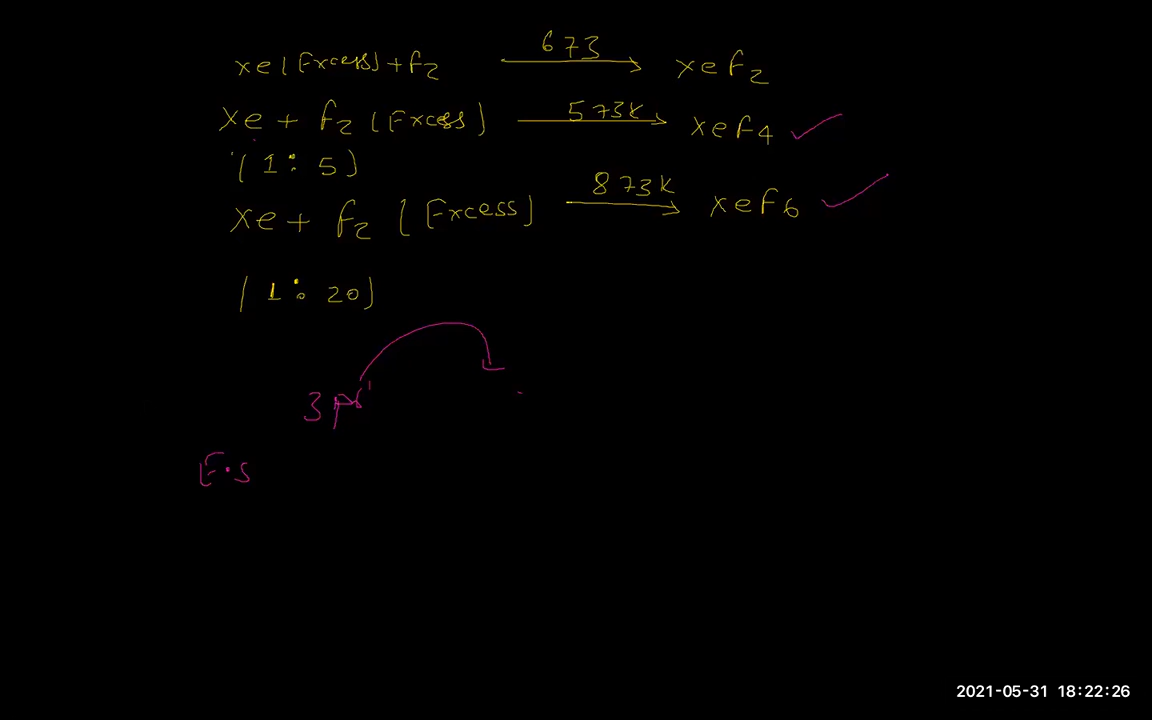 xe (Excess) + f2 673 xef2
xe + f2 (Excess) 573K xef4
(1:5)
xe + f2 (Excess) 873K xef6
(1:20)
3p6
E.S
2021-05-31 18:22:26